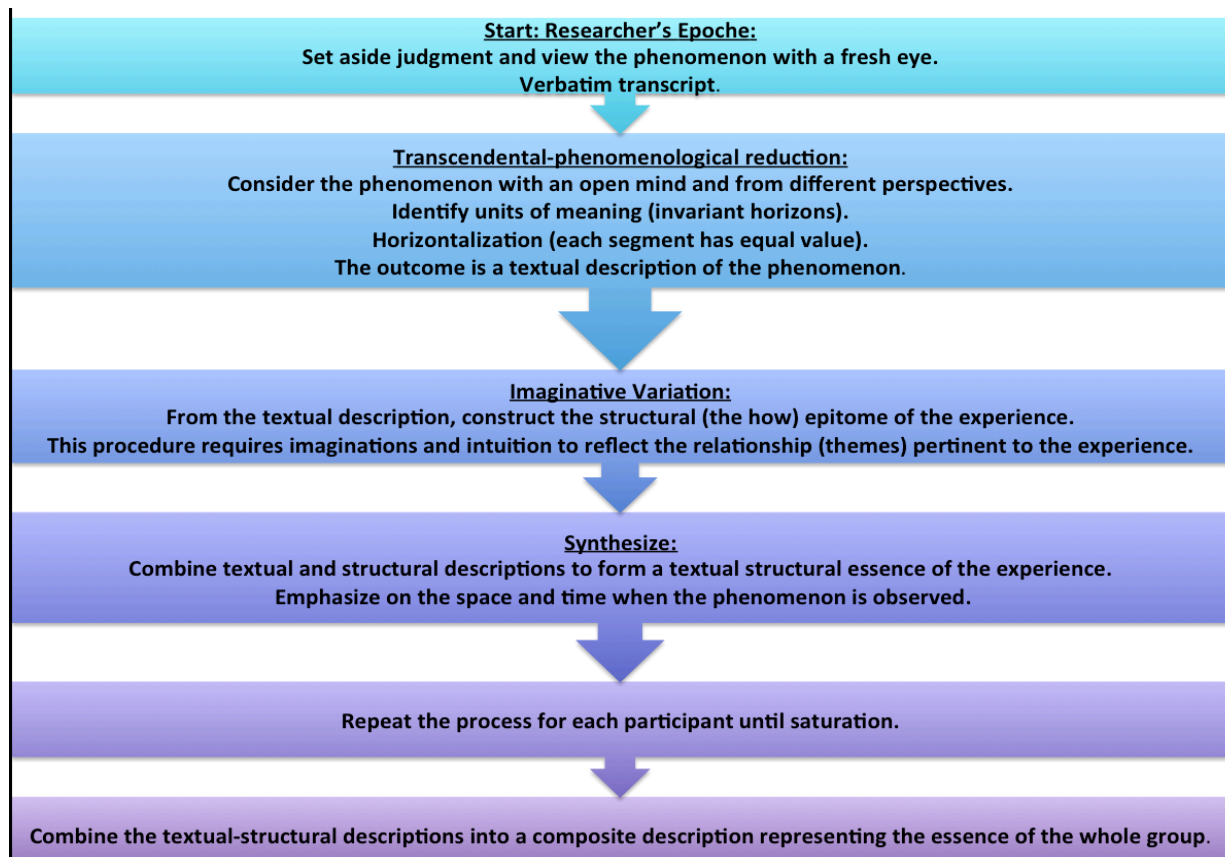 Start: Researcher's Epoche:
Set aside judgment and view the phenomenon with a fresh eye.
Verbatim transcript.
Transcendental-phenomenological reduction:
Consider the phenomenon with an open mind and from different perspectives.
Identify units of meaning (invariant horizons).
Horizontalization (each segment has equal value).
The outcome is a textual description of the phenomenon.
Imaginative Variation:
From the textual description, construct the structural (the how) epitome of the experience.
This procedure requires imaginations and intuition to reflect the relationship (themes) pertinent to the experience.
Synthesize:
Combine textual and structural descriptions to form a textual structural essence of the experience.
Emphasize on the space and time when the phenomenon is observed.
Repeat the process for each participant until saturation.
Combine the textual-structural descriptions into a composite description representing the essence of the whole group.